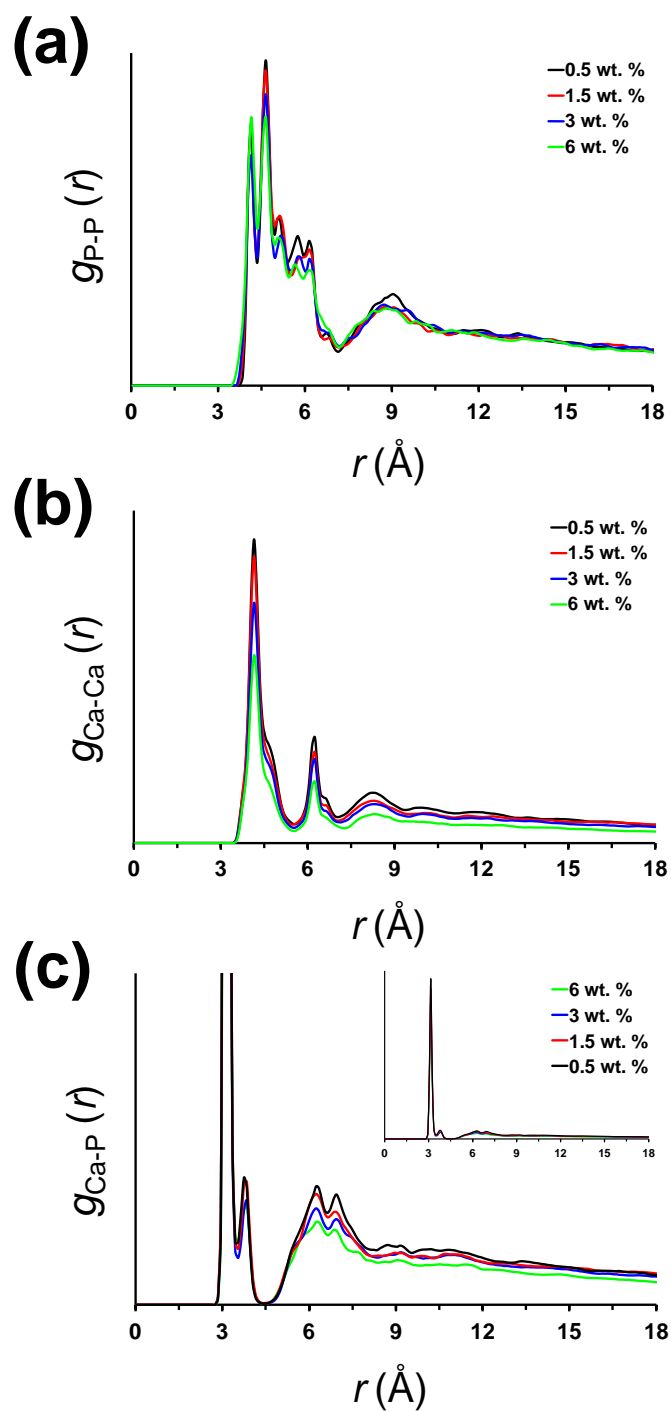 (a)
g P-P (r)
0.5 wt. %
1.5 wt. %
3 wt. %
6 wt. %
0 3 6 9 12 15 18
r (Å)
(b)
g Ca-Ca (r)
0.5 wt. %
1.5 wt. %
3 wt. %
6 wt. %
0 3 6 9 12 15 18
r (Å)
(c)
g Ca-P (r)
6 wt. %
3 wt. %
1.5 wt. %
0.5 wt. %
0 3 6 9 12 15 18
0 3 6 9 12 15 18
r (Å)